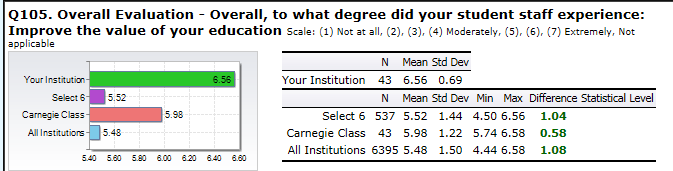 Q105. Overall Evaluation - Overall, to what degree did your student staff experience:
Improve the value of your education Scale: (1) Not at all, (2), (3), (4) Moderately, (5), (6), (7) Extremely, Not
applicable
Your Institution 6.56
Select 6 5.52
Carnegie Class 5.98
All Institutions 5.48
5.40 5.60 5.80 6.00 6.20 6.40 6.60
N Mean Std Dev
Your Institution 43 6.56 0.69
N Mean Std Dev Min Max Difference Statistical Level
Select 6 537 5.52 1.44 4.50 6.56 1.04
Carnegie Class 43 5.98 1.22 5.74 6.58 0.58
All Institutions 6395 5.48 1.50 4.44 6.58 1.08